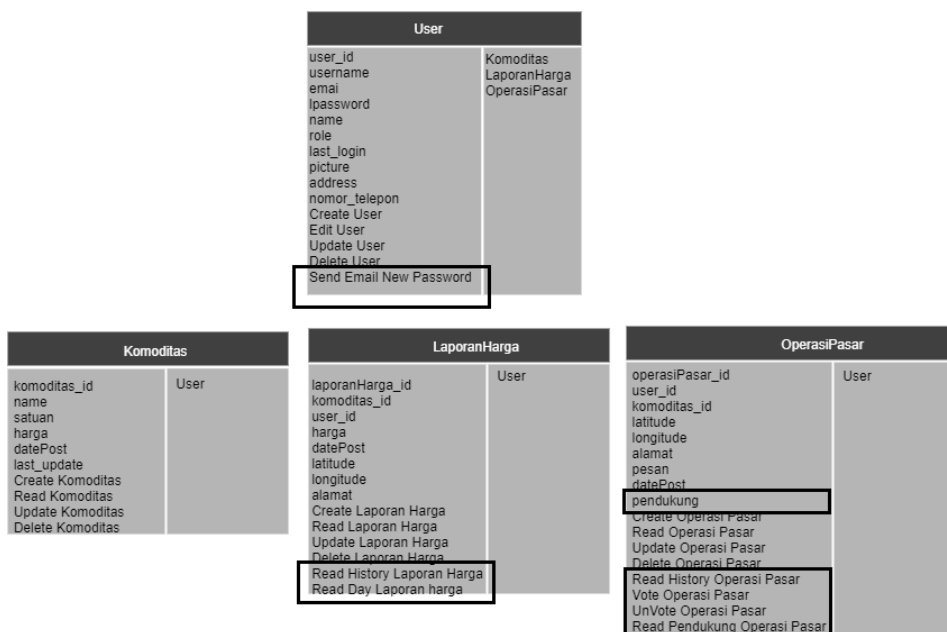 User
user_id
username
emai
lpassword
name
role
last_login
picture
address
nomor_telepon
Create User
Edit User
Update User
Delete User
Send Email New Password
Komoditas
LaporanHarga
OperasiPasar
Komoditas
komoditas_id
name
satuan
harga
datePost
last_update
Create Komoditas
Read Komoditas
Update Komoditas
Delete Komoditas
User
LaporanHarga
laporanHarga_id
komoditas_id
user_id
harga
datePost
latitude
longitude
alamat
Create Laporan Harga
Read Laporan Harga
Update Laporan Harga
Delete Laporan Harga
Read History Laporan Harga
Read Day Laporan harga
User
OperasiPasar
operasiPasar_id
user_id
komoditas_id
latitude
longitude
alamat
pesan
datePost
pendukung
Create Operasi Pasar
Read Operasi Pasar
Update Operasi Pasar
Delete Operasi Pasar
Read History Operasi Pasar
Vote Operasi Pasar
UnVote Operasi Pasar
Read Pendukung Operasi Pasar
User